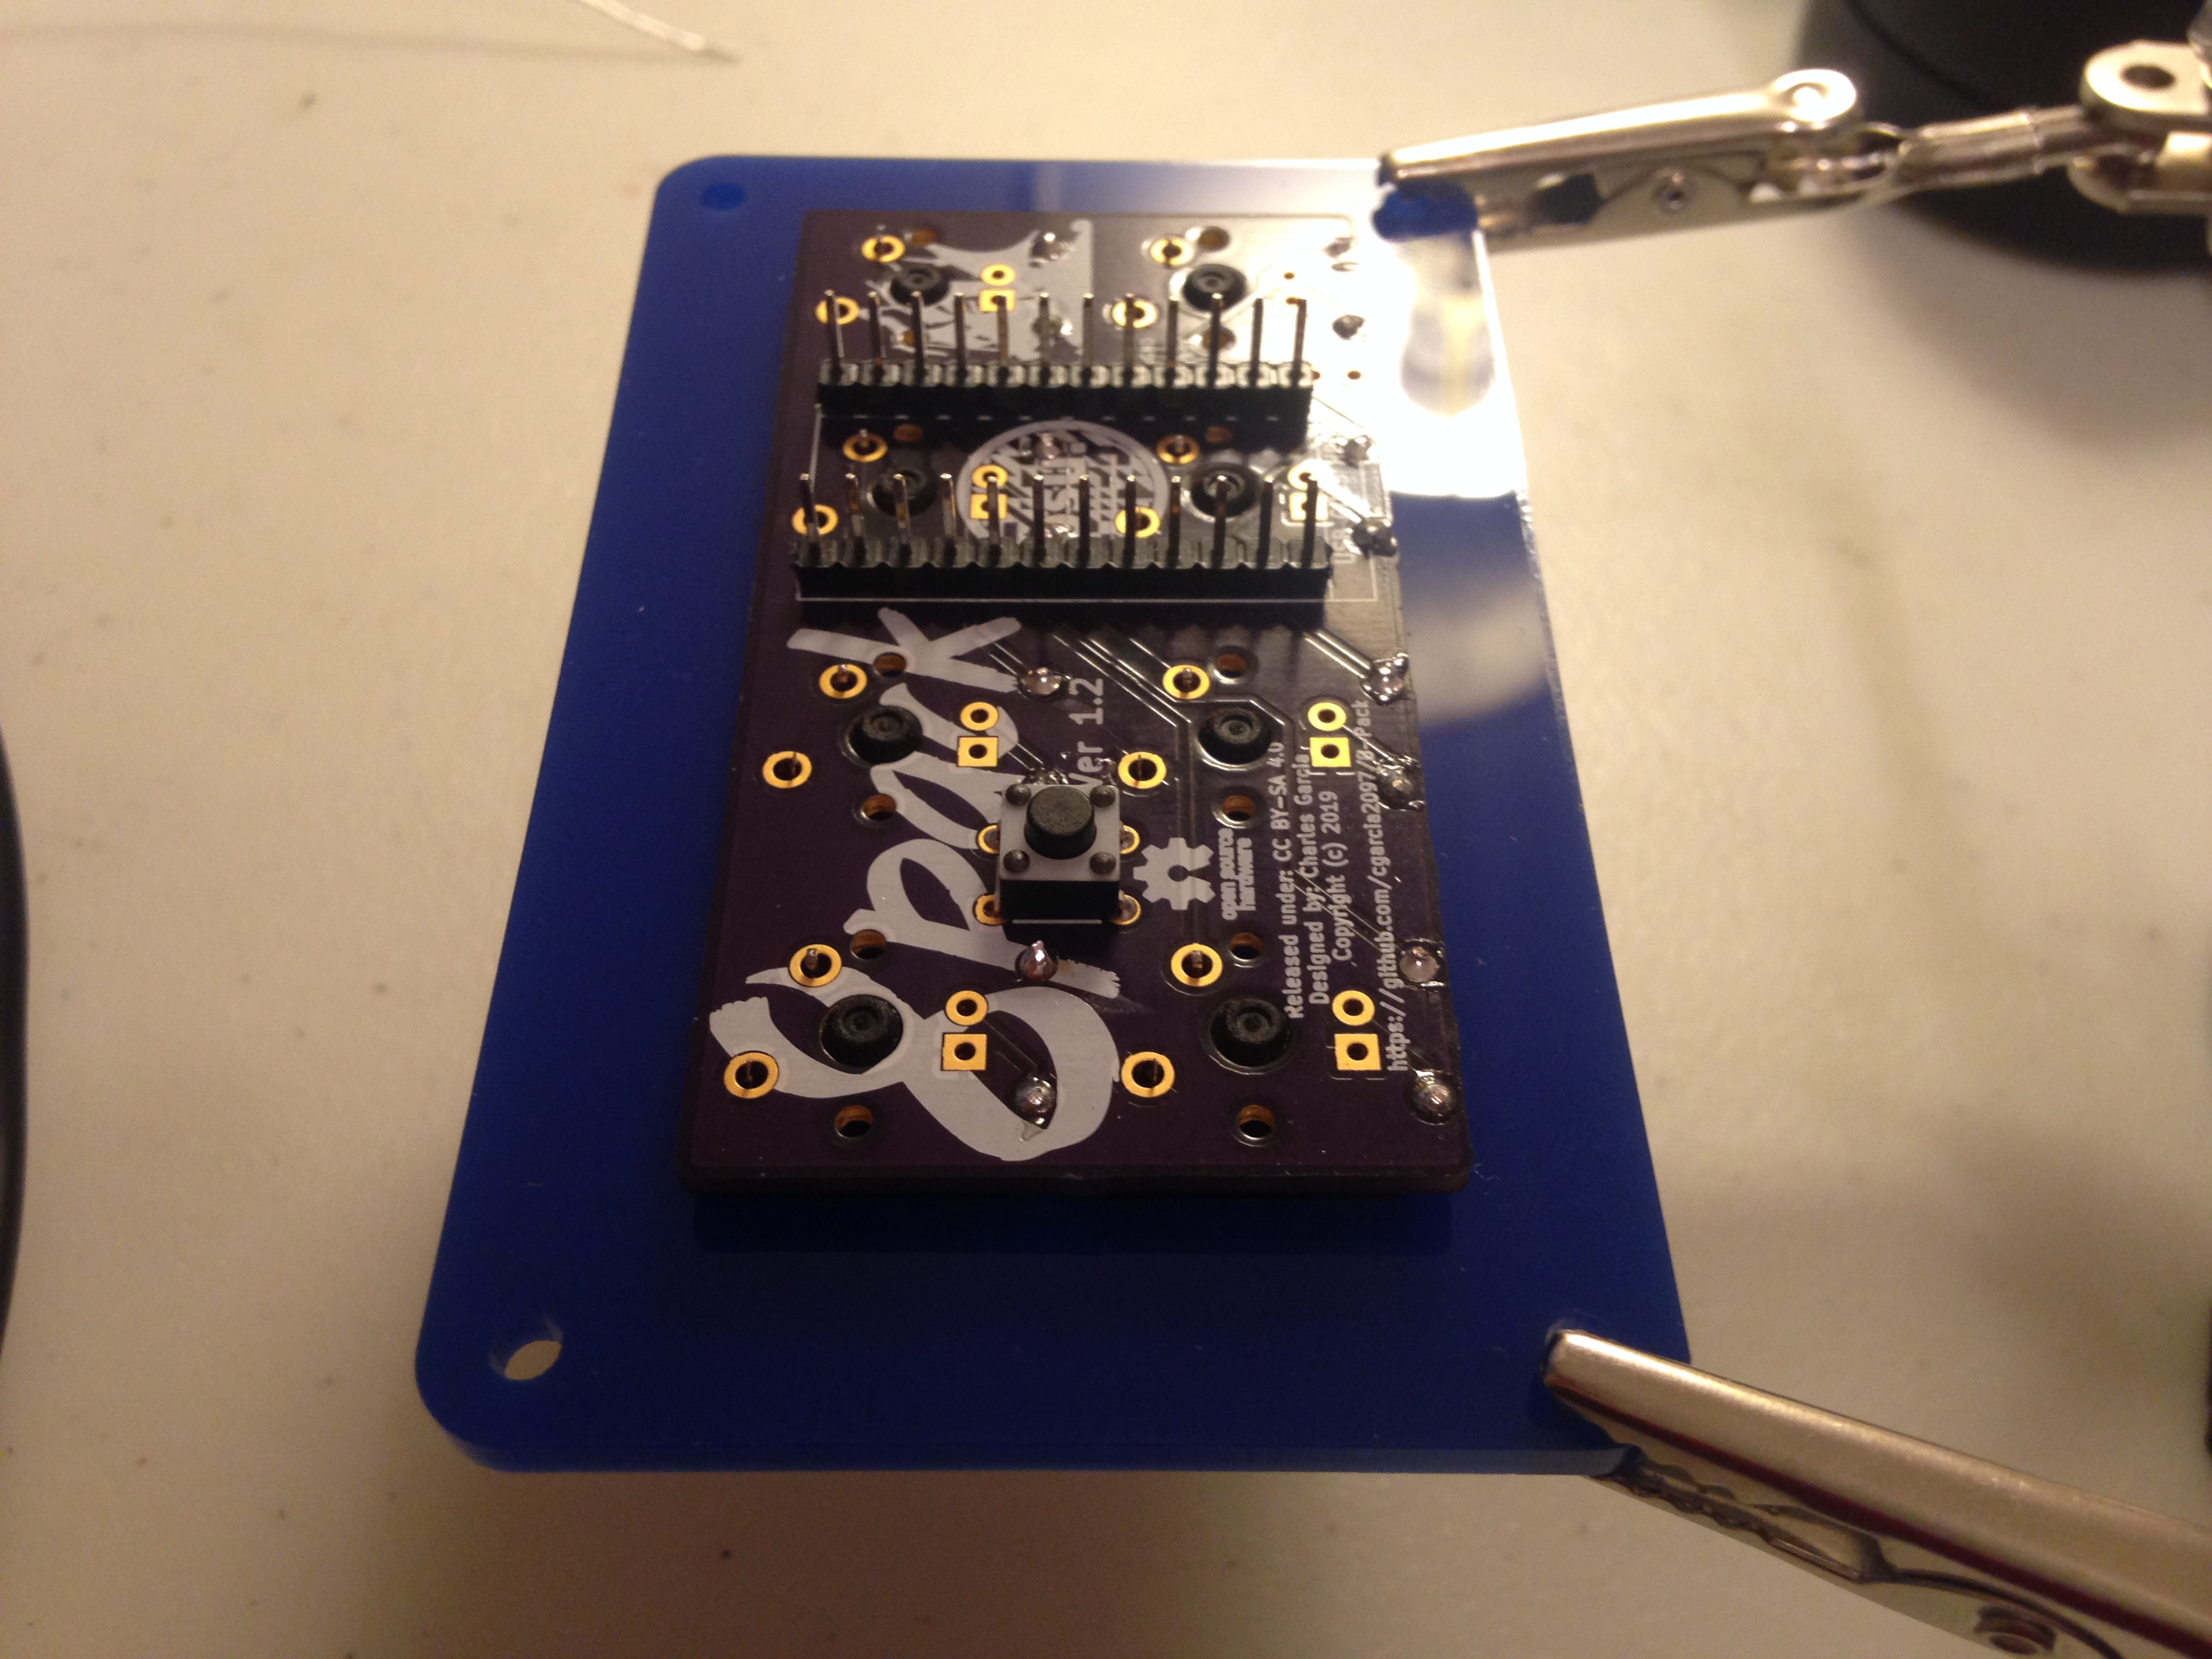 8park
Ver 1.2
open source
hardware
Released under: CC BY-SA 4.0
Designed by: Charles Garcia
Copyright (c) 2019
https://github.com/cgarcia2097/8-Pack